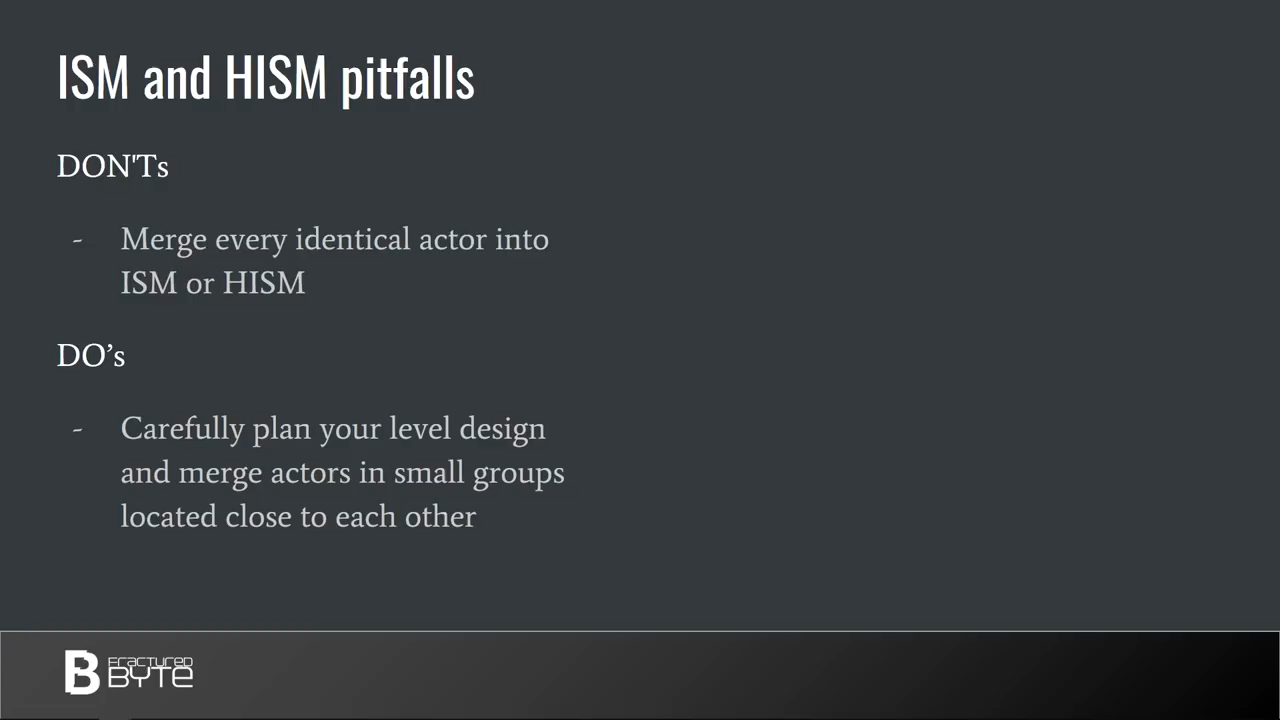 ISM and HISM pitfalls
DON'Ts
- Merge every identical actor into
ISM or HISM
DO’s
- Carefully plan your level design
and merge actors in small groups
located close to each other
B Fractured
BYTE